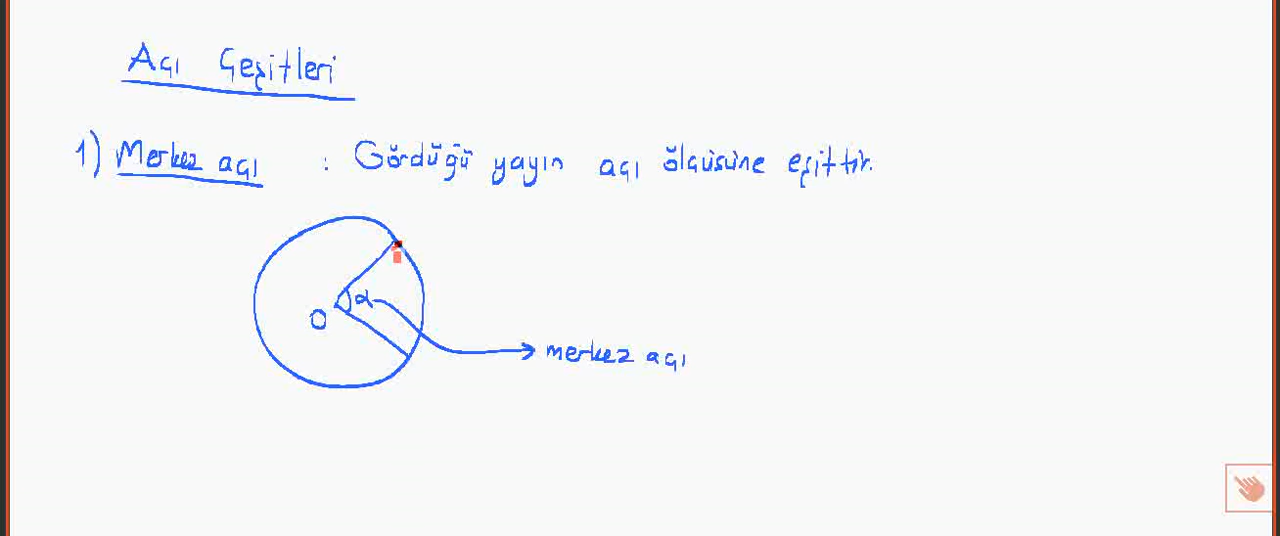 Açı Çeşitleri
1) Merkez açı : Gördüğü yayın açı ölçüsüne eşittir.
α
O
merkez açı